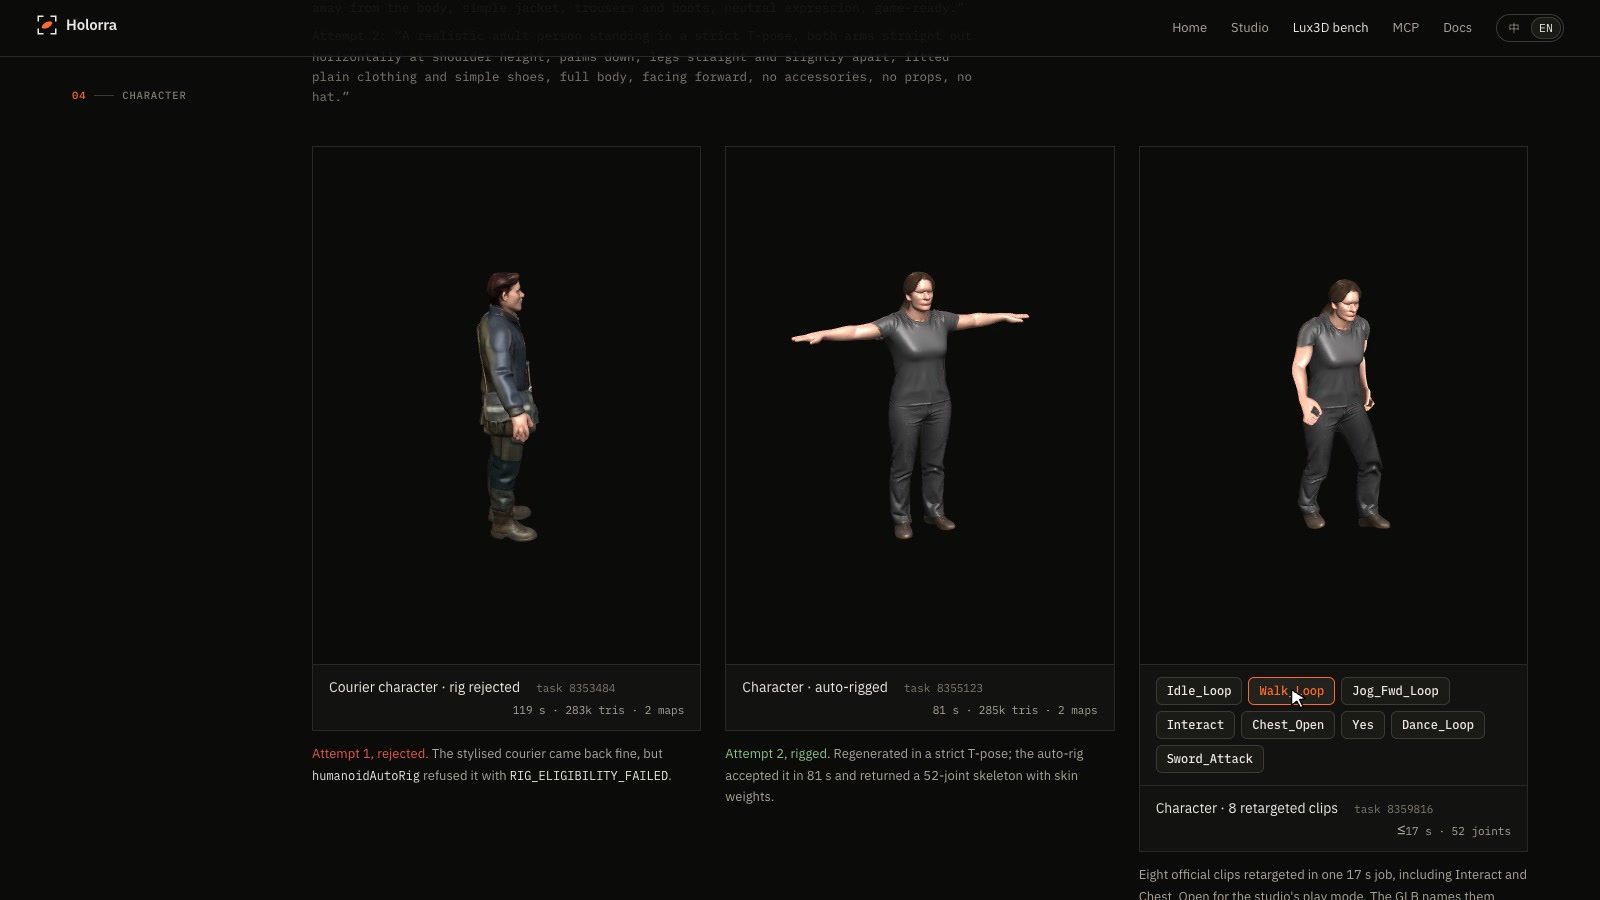 Holorra
Home
Studio
Lux3D bench
MCP
Docs
中
EN
away from the body, simple jacket, trousers and boots, neutral expression, game-ready.”
Attempt 2: “A realistic adult person standing in a strict T-pose, both arms straight out
horizontally at shoulder height, palms down, legs straight and slightly apart, fitted
plain clothing and simple shoes, full body, facing forward, no accessories, no props, no
hat.”
04
CHARACTER
Courier character · rig rejected task 8353484
119 s · 283k tris · 2 maps
Attempt 1, rejected. The stylised courier came back fine, but
humanoidAutoRig refused it with RIG_ELIGIBILITY_FAILED.
Character · auto-rigged task 8355123
81 s · 285k tris · 2 maps
Attempt 2, rigged. Regenerated in a strict T-pose; the auto-rig
accepted it in 81 s and returned a 52-joint skeleton with skin
weights.
Idle_Loop Walk_Loop Jog_Fwd_Loop
Interact Chest_Open Yes Dance_Loop
Sword_Attack
Character · 8 retargeted clips task 8359816
≤17 s · 52 joints
Eight official clips retargeted in one 17 s job, including Interact and
Chest_Open for the studio's play mode. The GLB names them